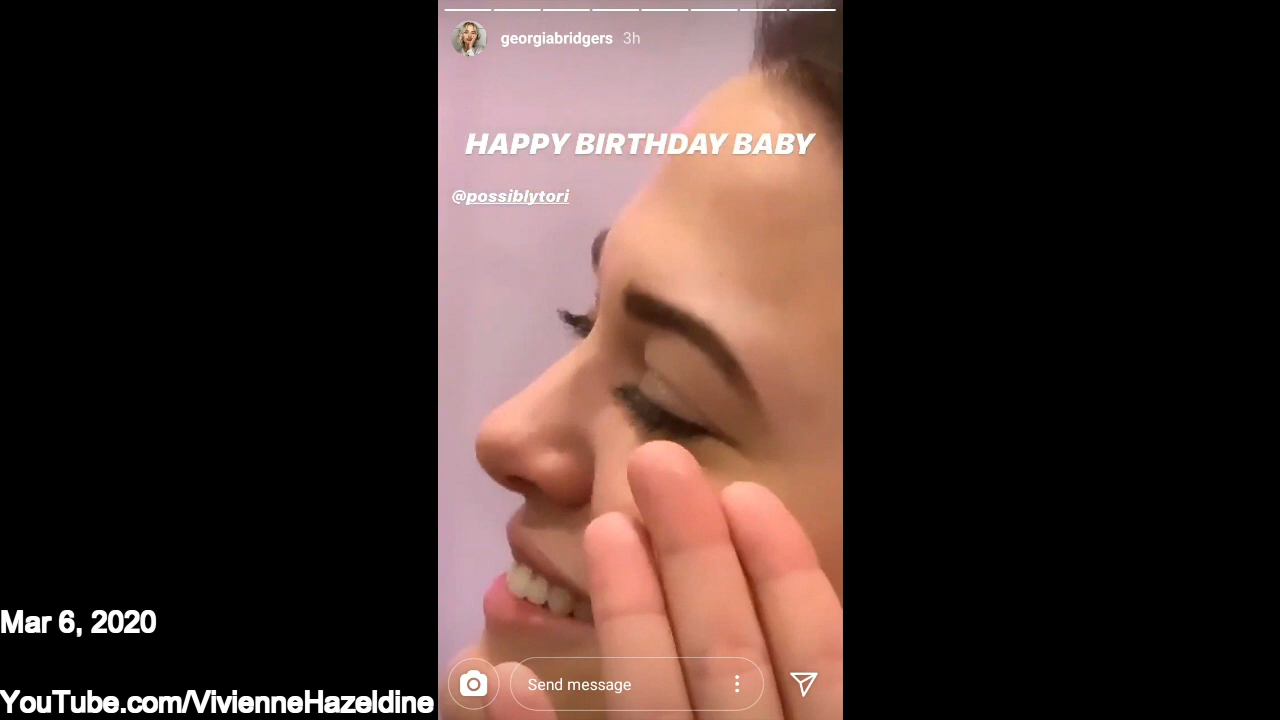 georgiabridgers 3h
HAPPY BIRTHDAY BABY
@possiblytori
Mar 6, 2020
Send message
YouTube.com/VivienneHazeldine